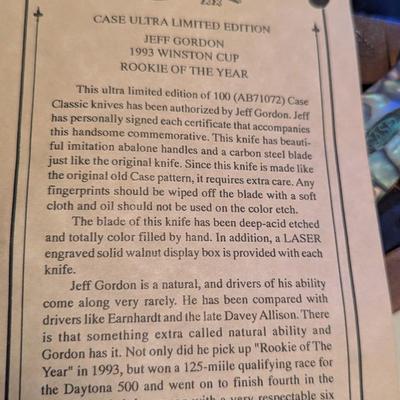 CASE ULTRA LIMITED EDITION
JEFF GORDON
1993 WINSTON CUP
ROOKIE OF THE YEAR
This ultra limited edition of 100 (AB71072) Case
Classic knives has been authorized by Jeff Gordon. Jeff
has personally signed each certificate that accompanies
this handsome commemorative. This knife has beauti-
ful imitation abalone handles and a carbon steel blade
just like the original knife. Since this knife is made like
the original old Case pattern, it requires extra care. Any
fingerprints should be wiped off the blade with a soft
cloth and oil should not be used on the color etch.
The blade of this knife has been deep-acid etched
and totally color filled by hand. In addition, a LASER
engraved solid walnut display box is provided with each
knife.
Jeff Gordon is a natural, and drivers of his ability
come along very rarely. He has been compared with
drivers like Earnhardt and the late Davey Allison. There
is that something extra called natural ability and
Gordon has it. Not only did he pick up "Rookie of The
Year" in 1993, but won a 125-miile qualifying race for
the Daytona 500 and went on to finish fourth in the
with a very respectable six